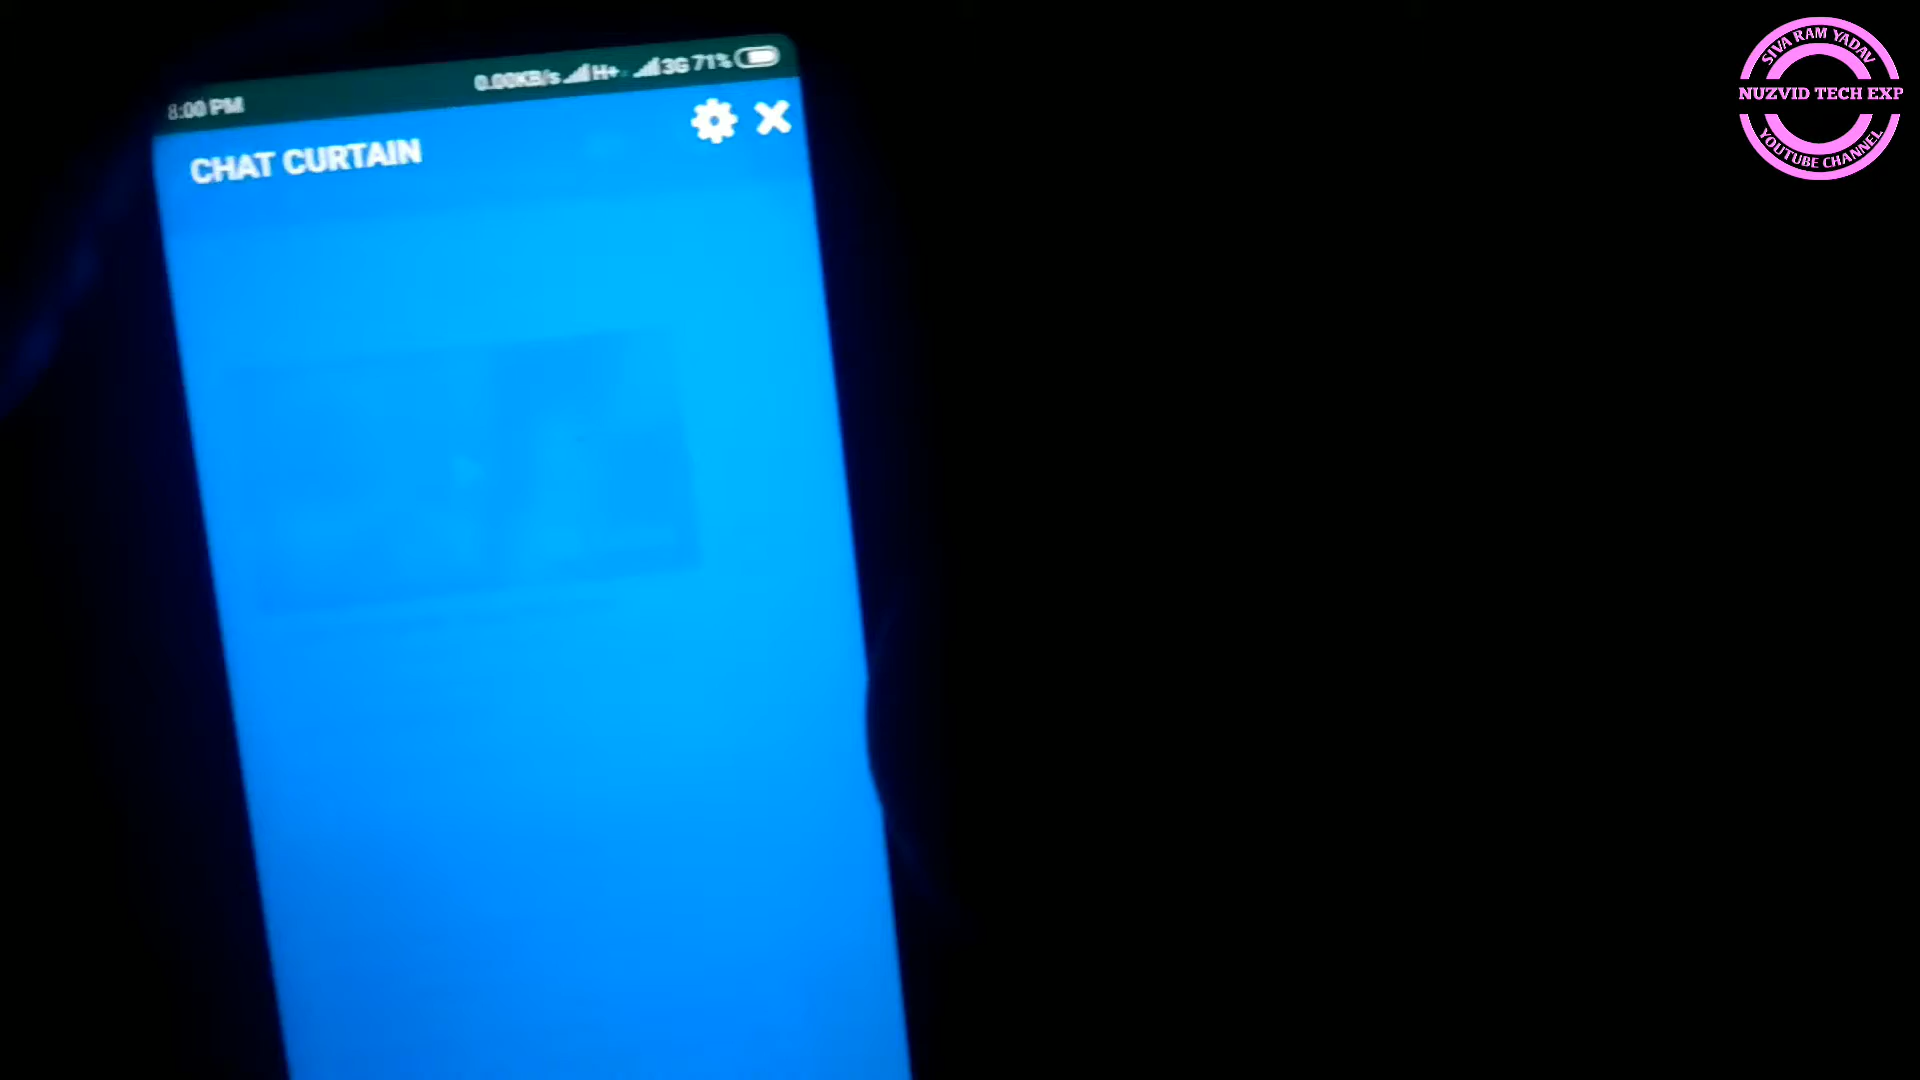 8:00 PM
0.00KB/s H+ 3G 71%
CHAT CURTAIN
SIVA RAM YADAV
NUZVID TECH EXP
YOUTUBE CHANNEL